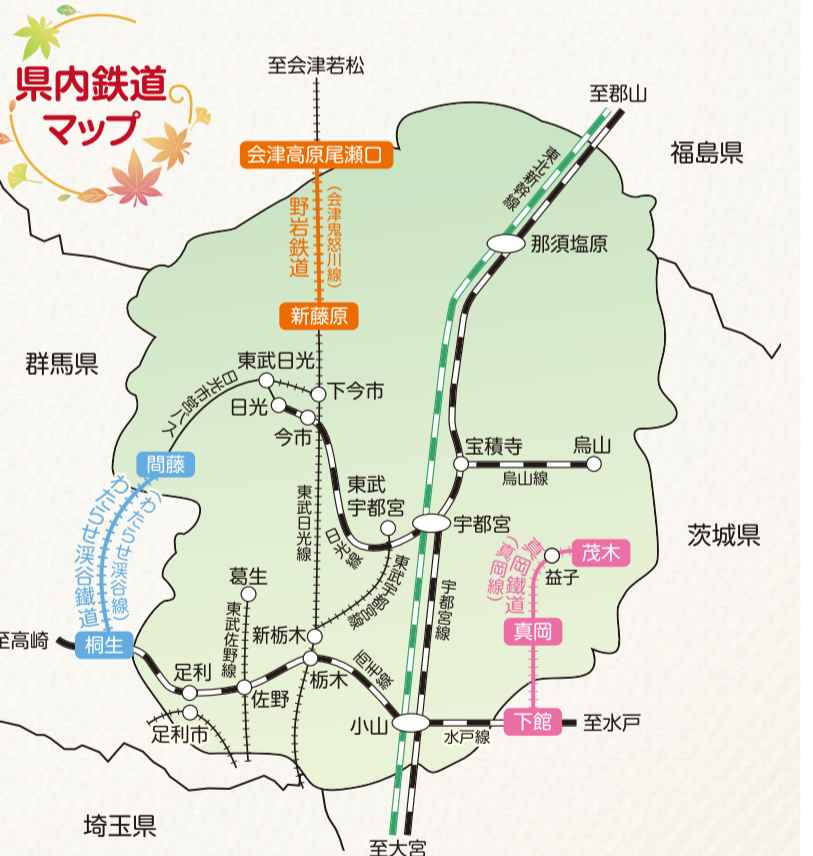 県内鉄道
マップ
至会津若松
至郡山
福島県
会津高原尾瀬口
東北新幹線
野岩鉄道
(会津鬼怒川線)
那須塩原
新藤原
群馬県
東武日光
日光市営バス
下今市
日光
今市
宝積寺
烏山
烏山線
間藤
東武
宇都宮
東武日光線
日光線
宇都宮
茨城県
わたらせ渓谷鐵道
(わたらせ渓谷線)
真岡鐵道
(真岡線)
茂木
益子
葛生
東武宇都宮線
宇都宮線
東武佐野線
新栃木
真岡
至高崎
桐生
足利
佐野
栃木
両毛線
足利市
小山
水戸線
下館
至水戸
埼玉県
至大宮